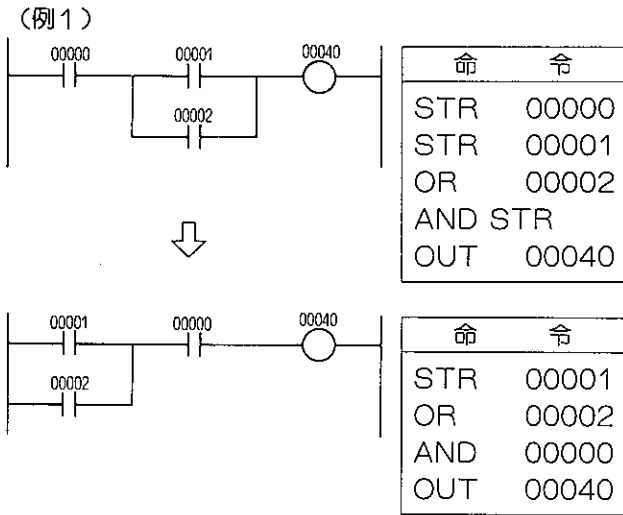 (例1)
00000 00001 00040
00002
命 令
STR 00000
STR 00001
OR 00002
AND STR
OUT 00040
00001 00000 00040
00002
命 令
STR 00001
OR 00002
AND 00000
OUT 00040